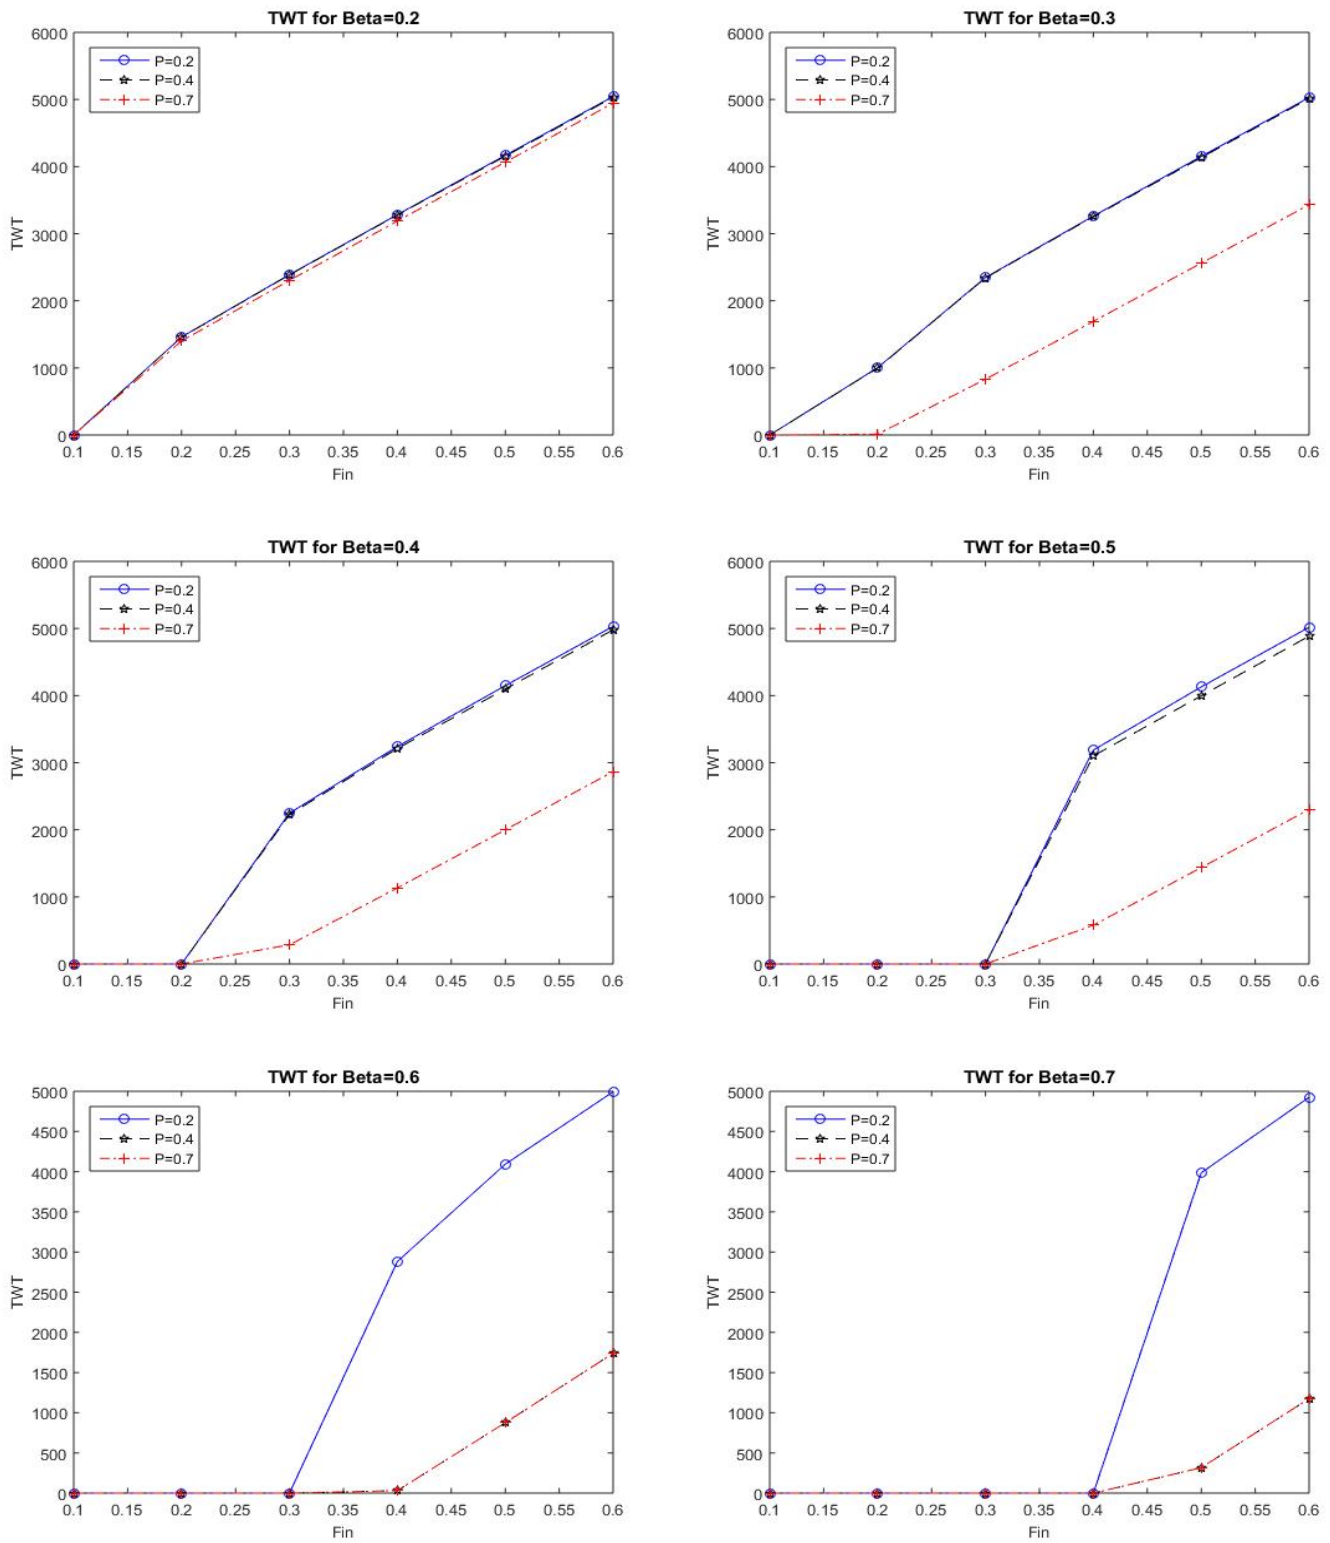 TWT for Beta=0.2
6000
5000
4000
3000
2000
1000
0
TWT
P=0.2
P=0.4
P=0.7
0.1 0.15 0.2 0.25 0.3 0.35 0.4 0.45 0.5 0.55 0.6
Fin
TWT for Beta=0.3
6000
5000
4000
3000
2000
1000
0
TWT
P=0.2
P=0.4
P=0.7
0.1 0.15 0.2 0.25 0.3 0.35 0.4 0.45 0.5 0.55 0.6
Fin
TWT for Beta=0.4
6000
5000
4000
3000
2000
1000
0
TWT
P=0.2
P=0.4
P=0.7
0.1 0.15 0.2 0.25 0.3 0.35 0.4 0.45 0.5 0.55 0.6
Fin
TWT for Beta=0.5
6000
5000
4000
3000
2000
1000
0
TWT
P=0.2
P=0.4
P=0.7
0.1 0.15 0.2 0.25 0.3 0.35 0.4 0.45 0.5 0.55 0.6
Fin
TWT for Beta=0.6
5000
4500
4000
3500
3000
2500
2000
1500
1000
500
0
TWT
P=0.2
P=0.4
P=0.7
0.1 0.15 0.2 0.25 0.3 0.35 0.4 0.45 0.5 0.55 0.6
Fin
TWT for Beta=0.7
5000
4500
4000
3500
3000
2500
2000
1500
1000
500
0
TWT
P=0.2
P=0.4
P=0.7
0.1 0.15 0.2 0.25 0.3 0.35 0.4 0.45 0.5 0.55 0.6
Fin